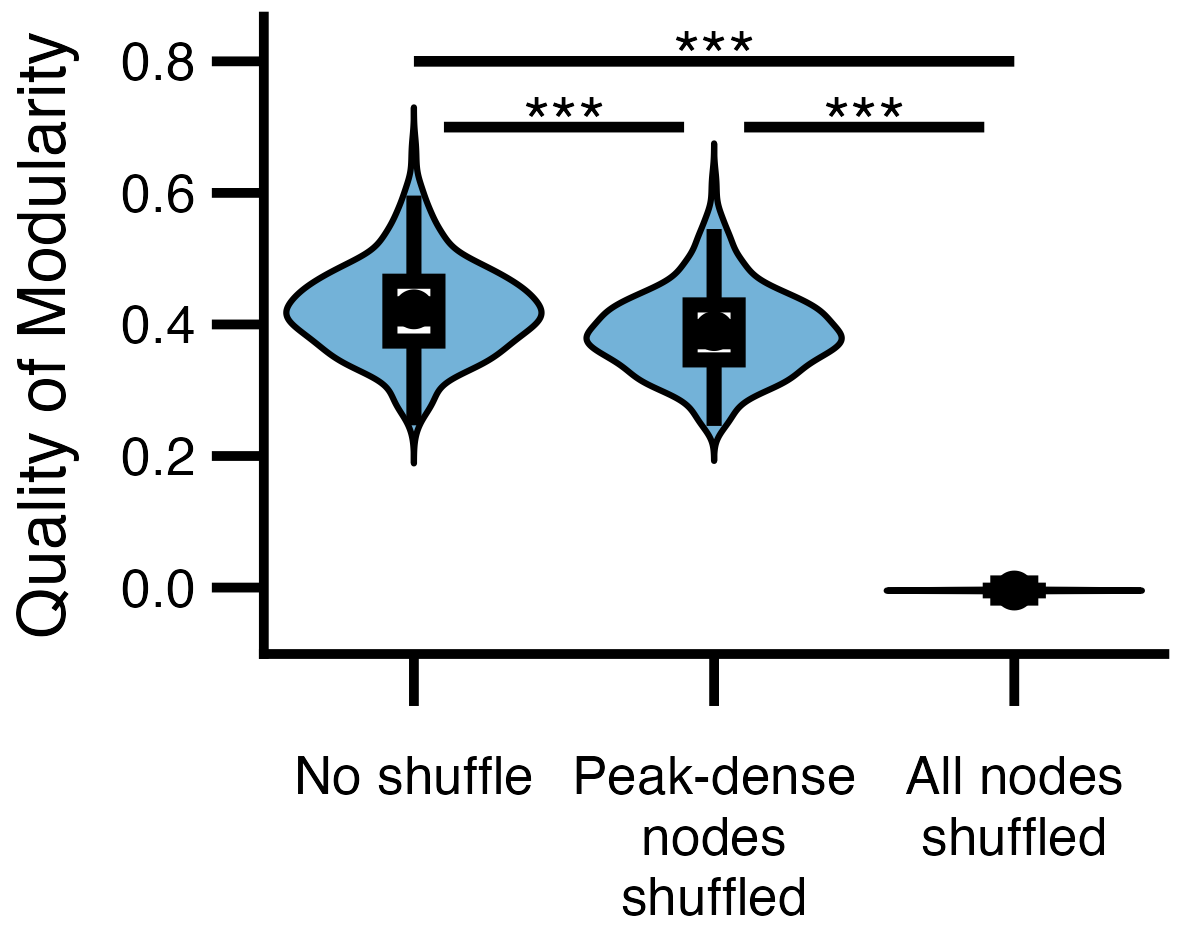 Quality of Modularity
0.8
0.6
0.4
0.2
0.0
***
*** ***
No shuffle
Peak-dense
nodes
shuffled
All nodes
shuffled